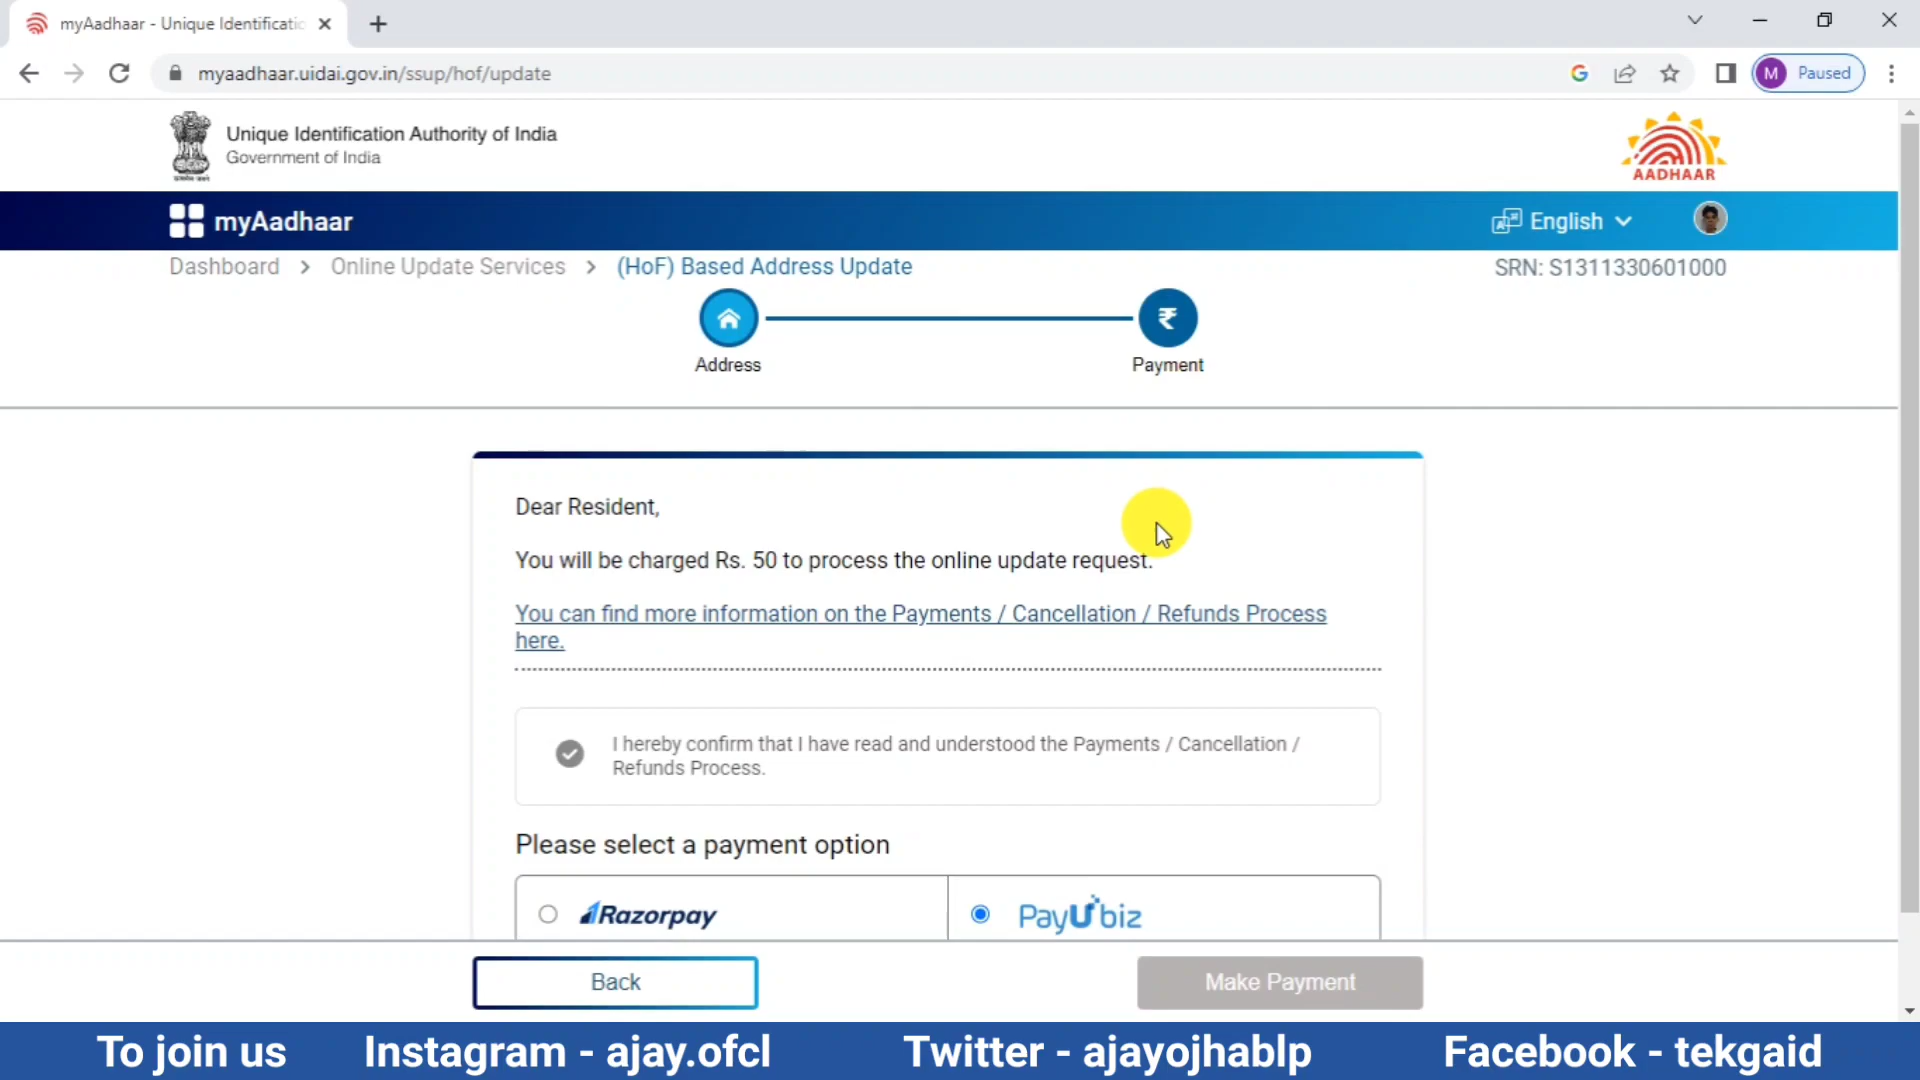 myAadhaar - Unique Identificatio
myaadhaar.uidai.gov.in/ssup/hof/update
M Paused
Unique Identification Authority of India
Government of India
AADHAAR
myAadhaar
English
Dashboard > Online Update Services > (HoF) Based Address Update
SRN: S1311330601000
Address
₹
Payment
Dear Resident,
You will be charged Rs. 50 to process the online update request.
You can find more information on the Payments / Cancellation / Refunds Process
here.
I hereby confirm that I have read and understood the Payments / Cancellation /
Refunds Process.
Please select a payment option
Razorpay
PayUbiz
Back
Make Payment
To join us Instagram - ajay.ofcl Twitter - ajayojhablp Facebook - tekgaid